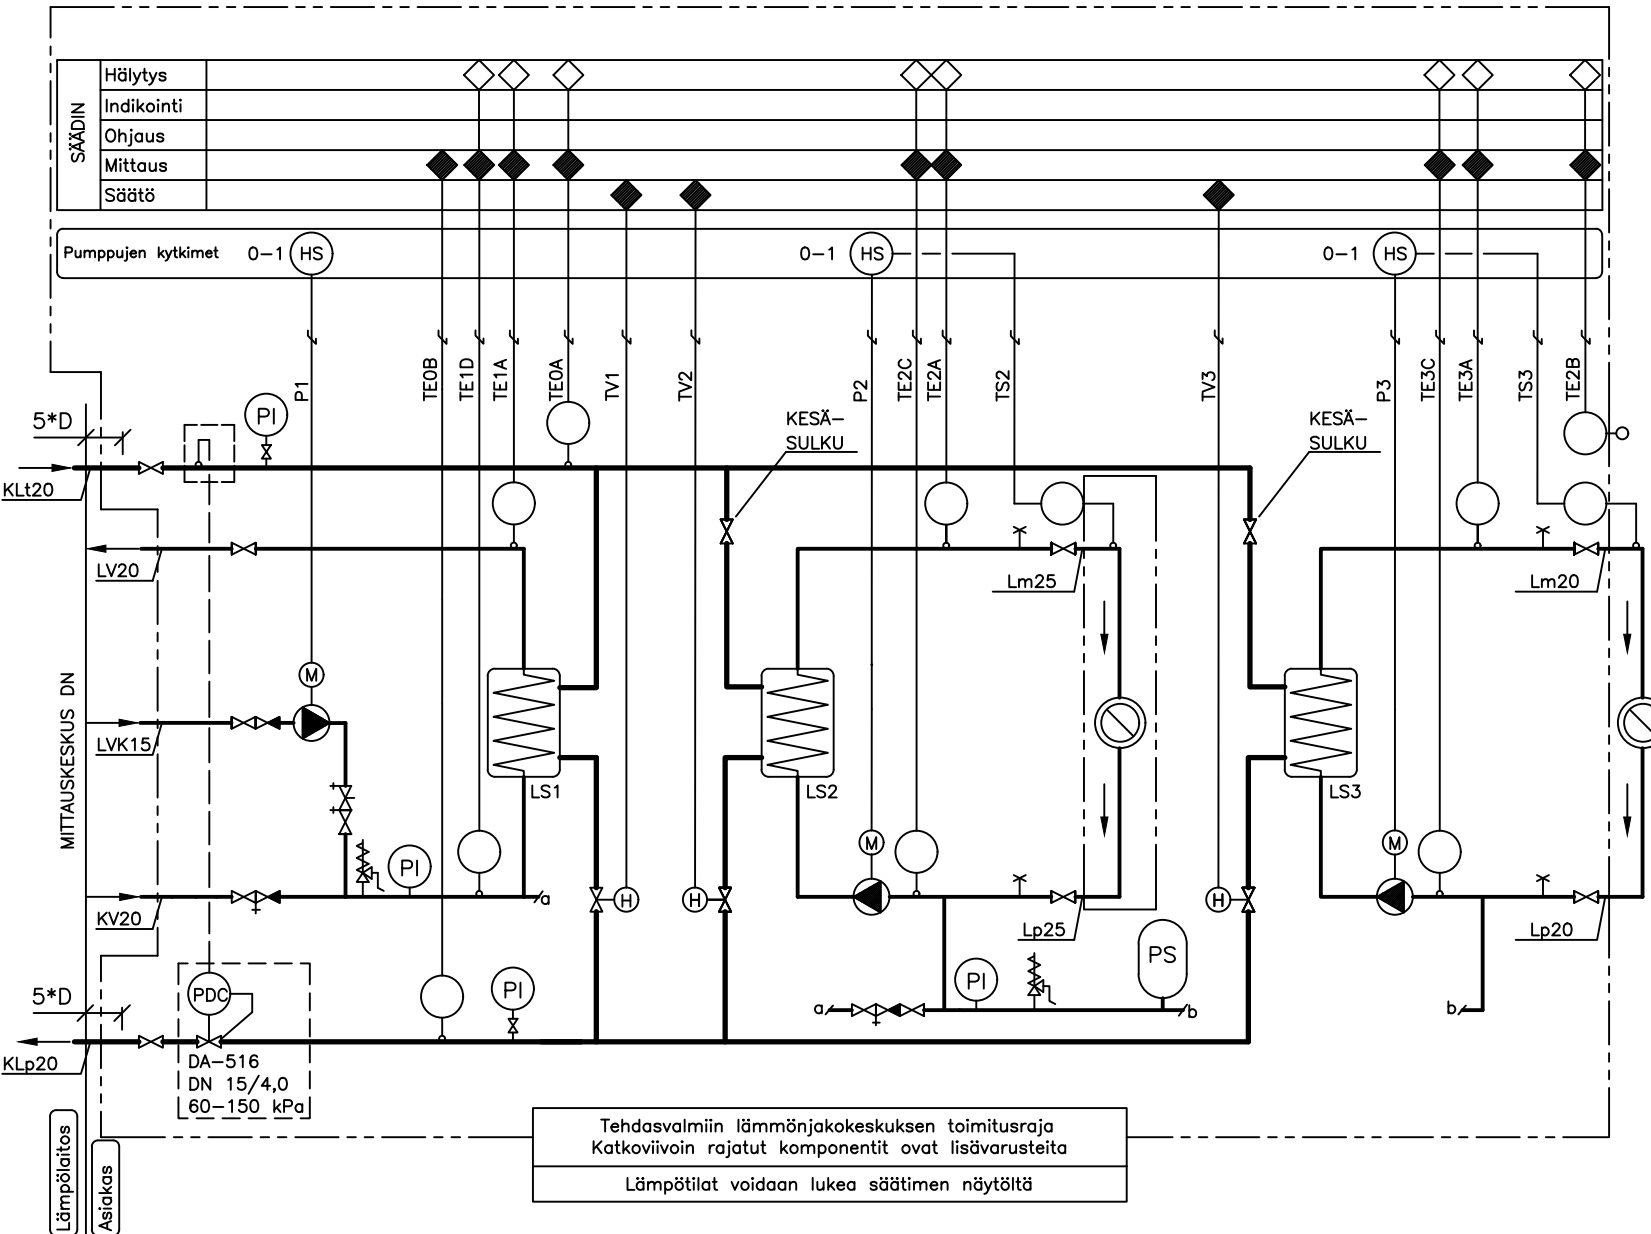 SÄÄDIN
Hälytys
Indikointi
Ohjaus
Mittaus
Säätö
Pumppujen kytkimet 0-1 HS 0-1 HS 0-1 HS
P1 TE0B TE1D TE1A TE0A TV1 TV2 P2 TE2C TE2A TS2 TV3 P3 TE3C TE3A TS3 TE2B
5*D PI
KESÄ-
SULKU
KESÄ-
SULKU
KLt20
LV20
Lm25
Lm20
MITTAUSKESKUS DN
M
LVK15
LS1
LS2
LS3
M
M
PI
H
H
H
KV20
a
Lp25
Lp20
PS
5*D
PDC
PI
PI
a
b
b
KLp20
DA-516
DN 15/4,0
60-150 kPa
Lämpölaitos
Asiakas
Tehdasvalmiin lämmönjakokeskuksen toimitusraja
Katkoviivoin rajatut komponentit ovat lisävarusteita
Lämpötilat voidaan lukea säätimen näytöltä